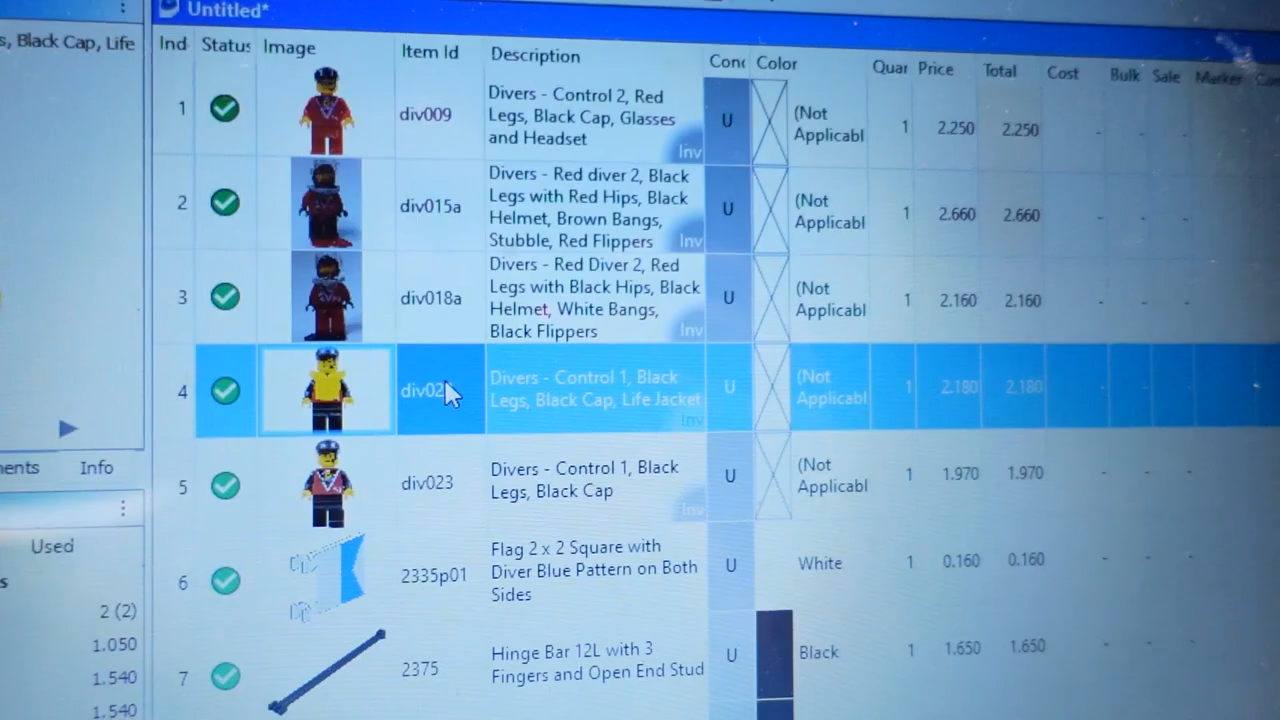 Untitled*
s, Black Cap, Life
Ind Status Image Item Id Description Cond Color Quar Price Total Cost Bulk Sale Marker
1 div009 Divers - Control 2, Red
Legs, Black Cap, Glasses
and Headset
Inv U (Not
Applicabl 1 2.250 2.250 - - -
2 div015a Divers - Red diver 2, Black
Legs with Red Hips, Black
Helmet, Brown Bangs,
Stubble, Red Flippers
Inv U (Not
Applicabl 1 2.660 2.660 - - -
3 div018a Divers - Red Diver 2, Red
Legs with Black Hips, Black
Helmet, White Bangs,
Black Flippers
Inv U (Not
Applicabl 1 2.160 2.160 - - -
4 div02 Divers - Control 1, Black
Legs, Black Cap, Life Jacket
Inv U (Not
Applicabl 1 2.180 2.180 - - -
5 div023 Divers - Control 1, Black
Legs, Black Cap
Inv U (Not
Applicabl 1 1.970 1.970 - - -
6 2335p01 Flag 2 x 2 Square with
Diver Blue Pattern on Both
Sides
U White 1 0.160 0.160 - - -
7 2375 Hinge Bar 12L with 3
Fingers and Open End Stud
U Black 1 1.650 1.650 - - -
ments Info
Used
s
2 (2)
1.050
1.540
1.540